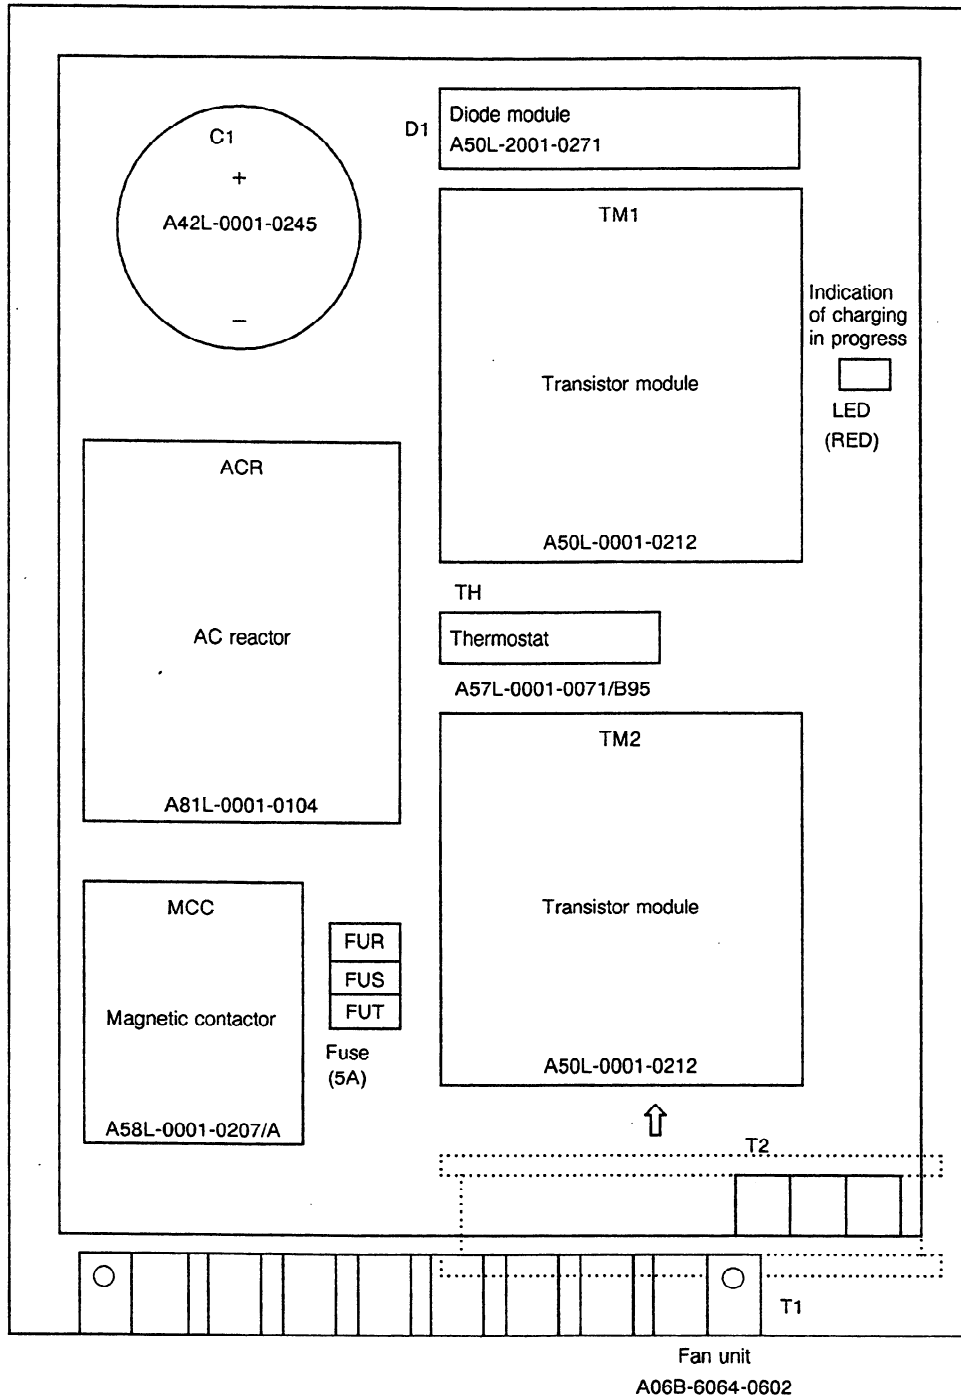 C1
+
A42L-0001-0245
−
D1
Diode module
A50L-2001-0271
TM1
Transistor module
A50L-0001-0212
Indication
of charging
in progress
LED
(RED)
ACR
AC reactor
A81L-0001-0104
TH
Thermostat
A57L-0001-0071/B95
TM2
Transistor module
A50L-0001-0212
MCC
Magnetic contactor
A58L-0001-0207/A
FUR
FUS
FUT
Fuse
(5A)
T2
T1
Fan unit
A06B-6064-0602